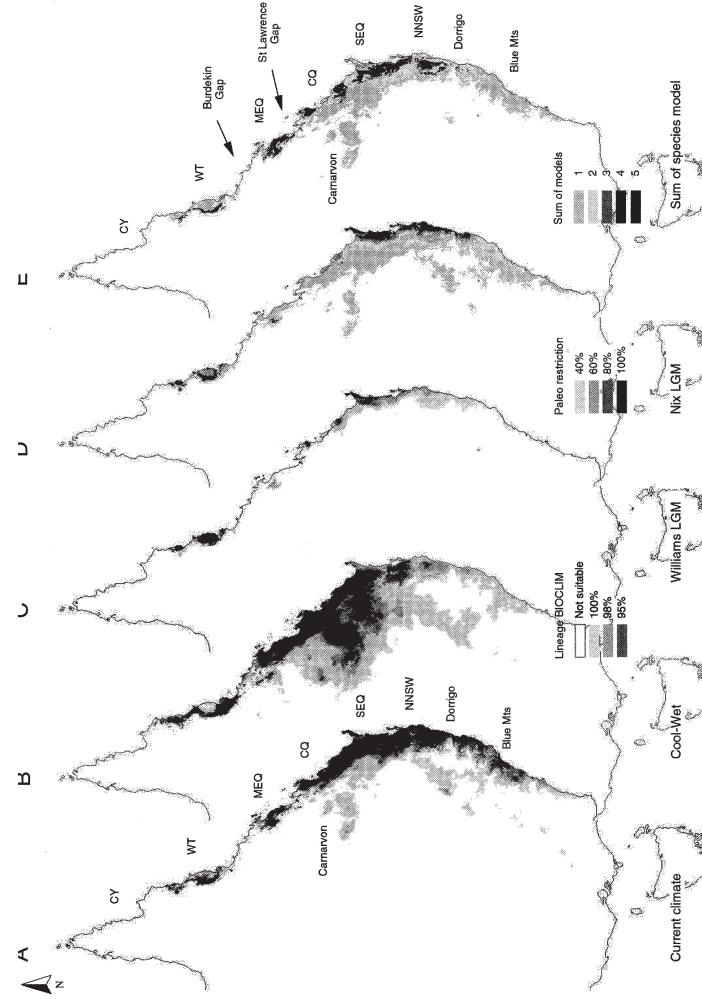 A
B
C
D
E
N
CY
WT
MEQ
CQ
SEQ
NNSW
Dorrigo
Blue Mts
Carnarvon
Current climate
Cool-Wet
Lineage BIOCLIM
Not suitable
100%
98%
95%
Williams LGM
Nix LGM
Paleo restriction
40%
60%
80%
100%
CY
WT
Burdekin
Gap
MEQ
St Lawrence
Gap
CQ
SEQ
NNSW
Dorrigo
Blue Mts
Carnarvon
Sum of models
1
2
3
4
5
Sum of species model